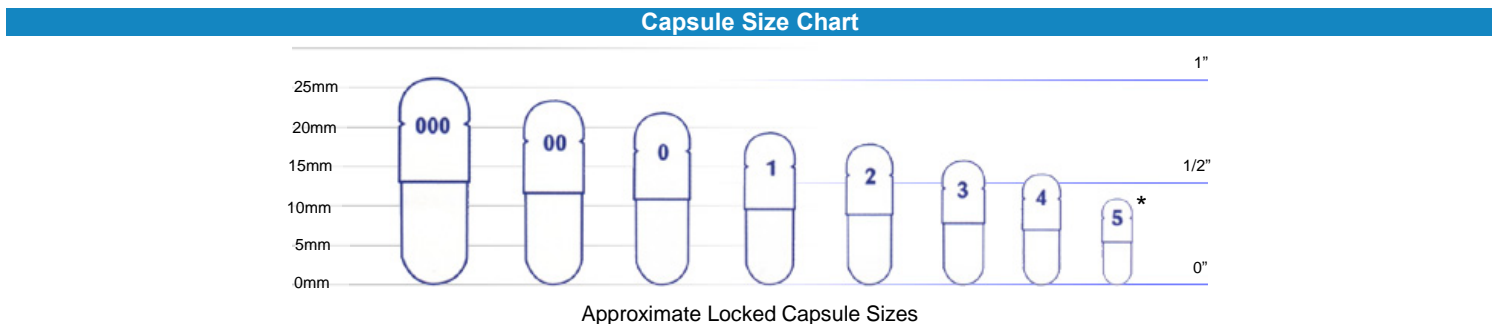 Capsule Size Chart
1”
25mm
000
20mm
00
0
1
2
3
4
5
*
15mm
1/2”
10mm
5mm
0mm
0”
Approximate Locked Capsule Sizes